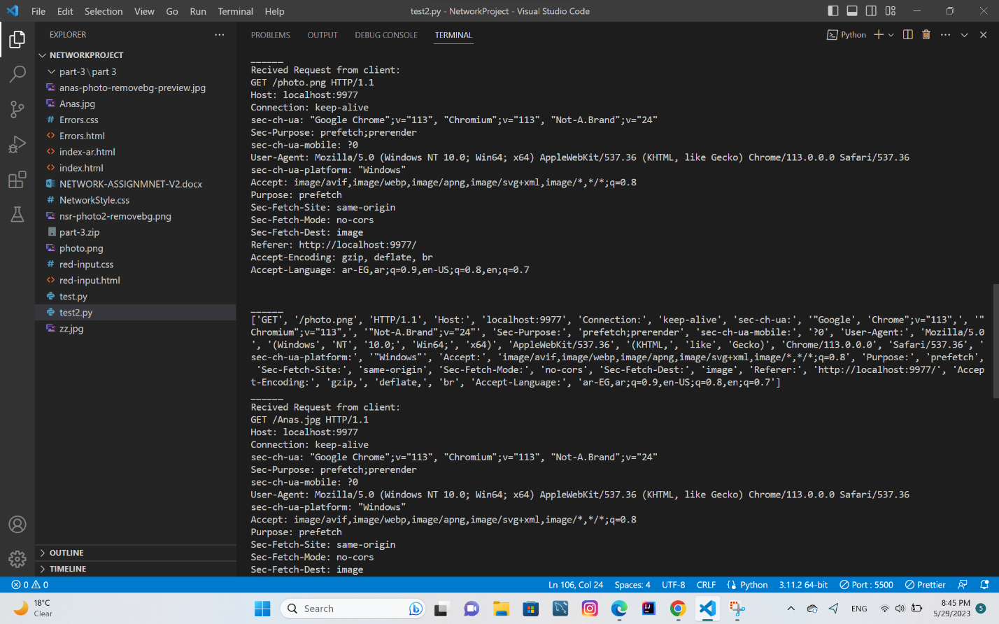 File Edit Selection View Go Run Terminal Help
test2.py - NetworkProject - Visual Studio Code
EXPLORER
NETWORKPROJECT
part-3\part 3
anas-photo-removebg-preview.jpg
Anas.jpg
Errors.css
Errors.html
index-ar.html
index.html
NETWORK-ASSIGNMNET-V2.docx
NetworkStyle.css
nsr-photo2-removebg.png
part-3.zip
photo.png
red-input.css
red-input.html
test.py
test2.py
zz.jpg
OUTLINE
TIMELINE
PROBLEMS OUTPUT DEBUG CONSOLE TERMINAL
Python
______
Recived Request from client:
GET /photo.png HTTP/1.1
Host: localhost:9977
Connection: keep-alive
sec-ch-ua: "Google Chrome";v="113", "Chromium";v="113", "Not-A.Brand";v="24"
Sec-Purpose: prefetch;prerender
sec-ch-ua-mobile: ?0
User-Agent: Mozilla/5.0 (Windows NT 10.0; Win64; x64) AppleWebKit/537.36 (KHTML, like Gecko) Chrome/113.0.0.0 Safari/537.36
sec-ch-ua-platform: "Windows"
Accept: image/avif,image/webp,image/apng,image/svg+xml,image/*,*/*;q=0.8
Purpose: prefetch
Sec-Fetch-Site: same-origin
Sec-Fetch-Mode: no-cors
Sec-Fetch-Dest: image
Referer: http://localhost:9977/
Accept-Encoding: gzip, deflate, br
Accept-Language: ar-EG,ar;q=0.9,en-US;q=0.8,en;q=0.7
______
['GET', '/photo.png', 'HTTP/1.1', 'Host:', 'localhost:9977', 'Connection:', 'keep-alive', 'sec-ch-ua:', '"Google', 'Chrome";v="113",', '"
Chromium";v="113",', '"Not-A.Brand";v="24"', 'Sec-Purpose:', 'prefetch;prerender', 'sec-ch-ua-mobile:', '?0', 'User-Agent:', 'Mozilla/5.0
', '(Windows', 'NT', '10.0;', 'Win64;', 'x64)', 'AppleWebKit/537.36', '(KHTML,', 'like', 'Gecko)', 'Chrome/113.0.0.0', 'Safari/537.36', '
sec-ch-ua-platform:', '"Windows"', 'Accept:', 'image/avif,image/webp,image/apng,image/svg+xml,image/*,*/*;q=0.8', 'Purpose:', 'prefetch',
'Sec-Fetch-Site:', 'same-origin', 'Sec-Fetch-Mode:', 'no-cors', 'Sec-Fetch-Dest:', 'image', 'Referer:', 'http://localhost:9977/', 'Accep
t-Encoding:', 'gzip,', 'deflate,', 'br', 'Accept-Language:', 'ar-EG,ar;q=0.9,en-US;q=0.8,en;q=0.7']
______
Recived Request from client:
GET /Anas.jpg HTTP/1.1
Host: localhost:9977
Connection: keep-alive
sec-ch-ua: "Google Chrome";v="113", "Chromium";v="113", "Not-A.Brand";v="24"
Sec-Purpose: prefetch;prerender
sec-ch-ua-mobile: ?0
User-Agent: Mozilla/5.0 (Windows NT 10.0; Win64; x64) AppleWebKit/537.36 (KHTML, like Gecko) Chrome/113.0.0.0 Safari/537.36
sec-ch-ua-platform: "Windows"
Accept: image/avif,image/webp,image/apng,image/svg+xml,image/*,*/*;q=0.8
Purpose: prefetch
Sec-Fetch-Site: same-origin
Sec-Fetch-Mode: no-cors
Sec-Fetch-Dest: image
0 0
Ln 106, Col 24 Spaces: 4 UTF-8 CRLF Python 3.11.2 64-bit Port : 5500 Prettier
18°C
Clear
Search
ENG
8:45 PM
5/29/2023
5